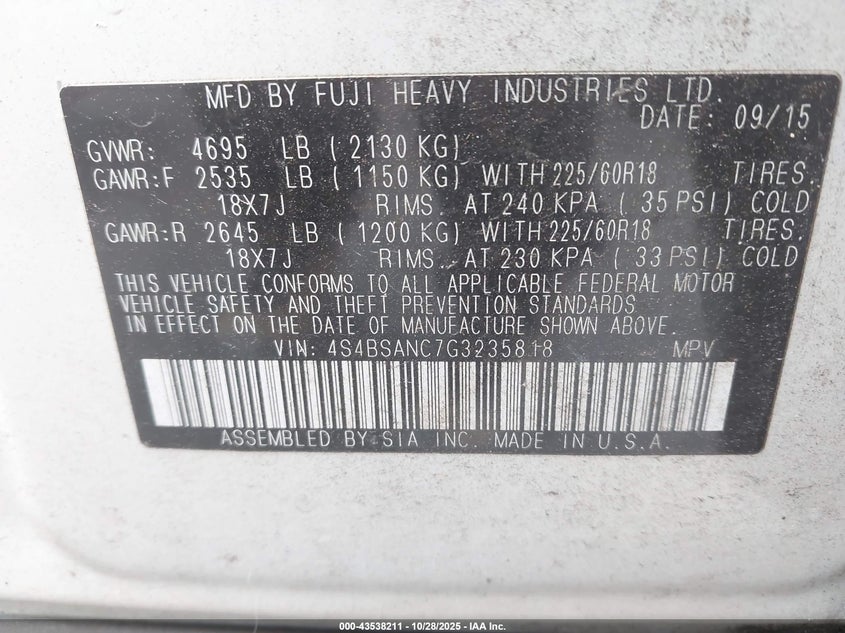 MFD BY FUJI HEAVY INDUSTRIES LTD.
DATE: 09/15
GVWR: 4695 LB ( 2130 KG)
GAWR:F 2535 LB ( 1150 KG) WITH 225/60R18 TIRES.
18X7J RIMS. AT 240 KPA ( 35 PSI) COLD
GAWR:R 2645 LB ( 1200 KG) WITH 225/60R18 TIRES.
18X7J RIMS. AT 230 KPA ( 33 PSI) COLD
THIS VEHICLE CONFORMS TO ALL APPLICABLE FEDERAL MOTOR
VEHICLE SAFETY AND THEFT PREVENTION STANDARDS
IN EFFECT ON THE DATE OF MANUFACTURE SHOWN ABOVE.
VIN: 4S4BSANC7G3235818 MPV
ASSEMBLED BY SIA INC. MADE IN U.S.A.
000-43538211 - 10/28/2025 - IAA Inc.